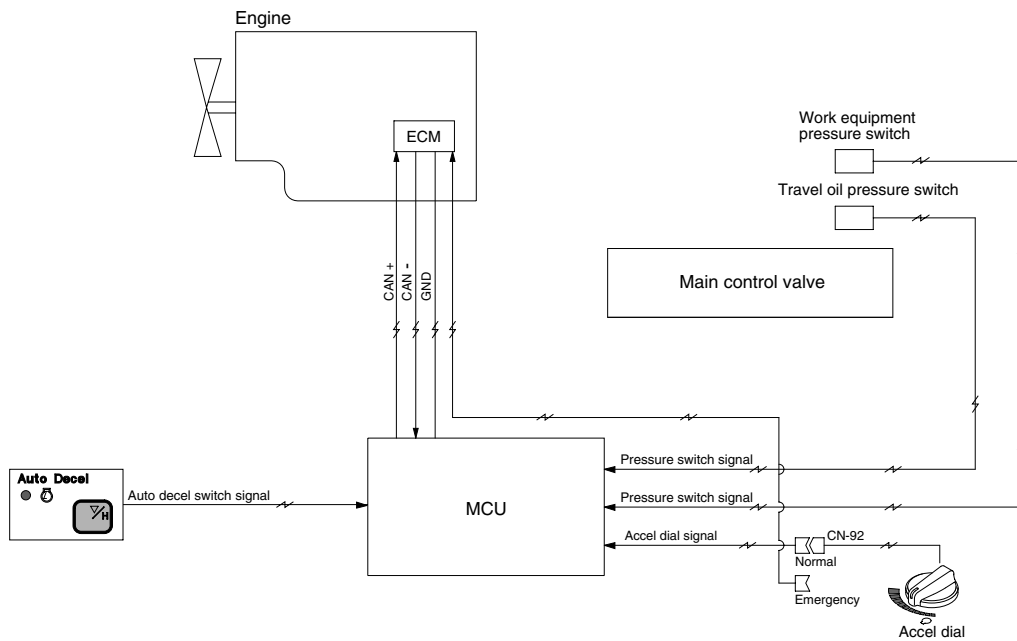 Engine
ECM
Work equipment
pressure switch
Travel oil pressure switch
Main control valve
CAN +
CAN -
GND
Auto Decel
H
Auto decel switch signal
MCU
Pressure switch signal
Pressure switch signal
Accel dial signal
CN-92
Normal
Emergency
Accel dial